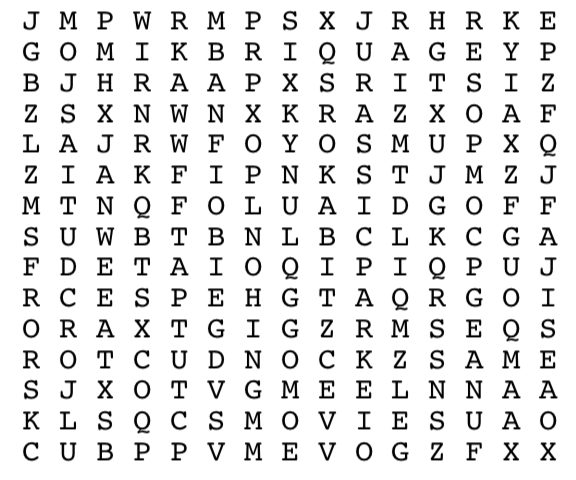 J M P W R M P S X J R H R K E
G O M I K B R I Q U A G E Y P
B J H R A A P X S R I T S I Z
Z S X N W N X K R A Z X O A F
L A J R W F O Y O S M U P X Q
Z I A K F I P N K S T J M Z J
M T N Q F O L U A I D G O F F
S U W B T B N L B C L K C G A
F D E T A I O Q I P I Q P U J
R C E S P E H G T A Q R G O I
O R A X T G I G Z R M S E Q S
R O T C U D N O C K Z S A M E
S J X O T V G M E E L N N A A
K L S Q C S M O V I E S U A O
C U B P P V M E V O G Z F X X